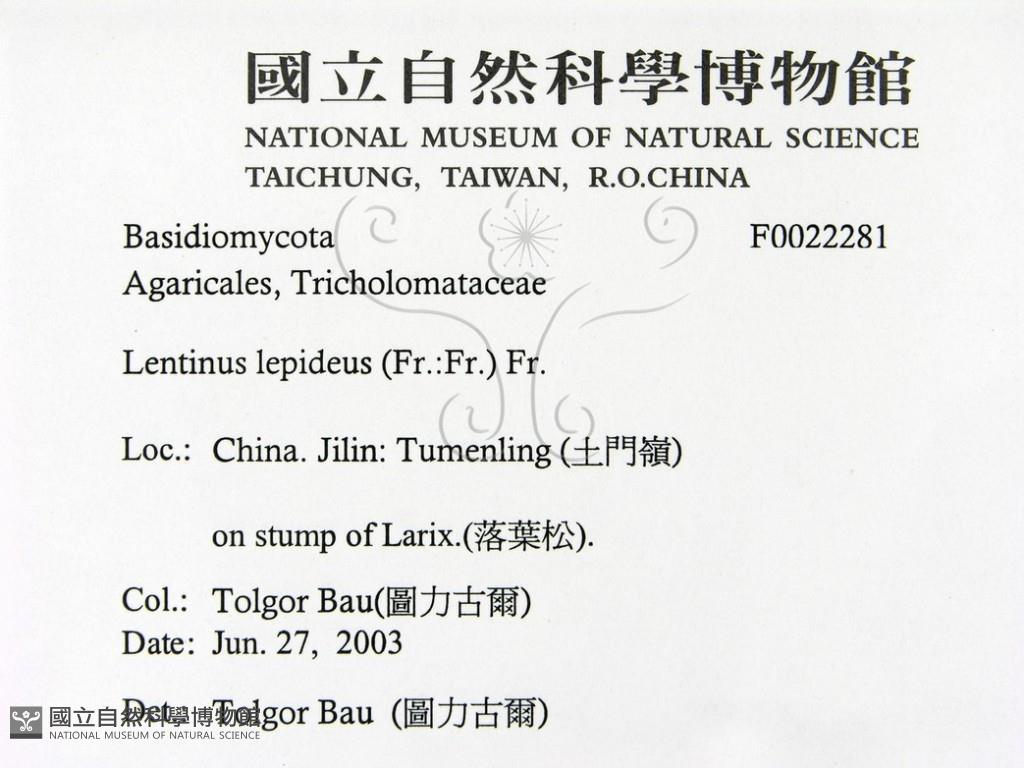 國立自然科學博物館
NATIONAL MUSEUM OF NATURAL SCIENCE
TAICHUNG, TAIWAN, R.O.CHINA
Basidiomycota F0022281
Agaricales, Tricholomataceae
Lentinus lepideus (Fr.:Fr.) Fr.
Loc.: China. Jilin: Tumenling (土門嶺)
on stump of Larix.(落葉松).
Col.: Tolgor Bau(圖力古爾)
Date: Jun. 27, 2003
Det.: Tolgor Bau (圖力古爾)
國立自然科學博物館
NATIONAL MUSEUM OF NATURAL SCIENCE